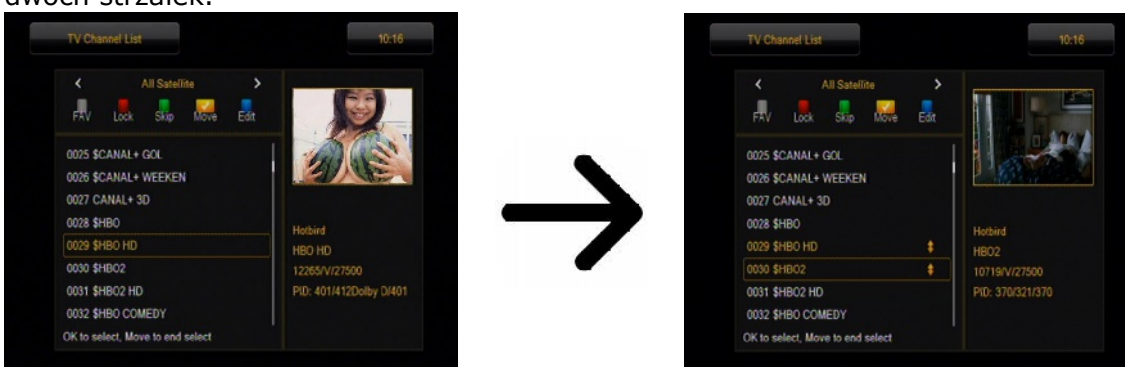 dwóch strzałek.
TV Channel List
10:16
All Satellite
FAV Lock Skip Move Edit
0025 $CANAL+ GOL
0026 $CANAL+ WEEKEN
0027 CANAL+ 3D
0028 $HBO
0029 $HBO HD
0030 $HBO2
0031 $HBO2 HD
0032 $HBO COMEDY
OK to select, Move to end select
Hotbird
HBO HD
12265/V/27500
PID: 401/412Dolby D/401
TV Channel List
10:16
All Satellite
FAV Lock Skip Move Edit
0025 $CANAL+ GOL
0026 $CANAL+ WEEKEN
0027 CANAL+ 3D
0028 $HBO
0029 $HBO HD
0030 $HBO2
0031 $HBO2 HD
0032 $HBO COMEDY
OK to select, Move to end select
Hotbird
HBO2
10719/V/27500
PID: 370/321/370